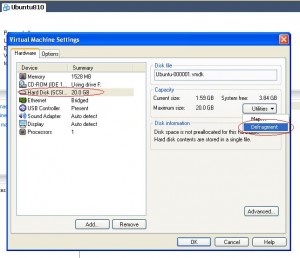 Ubuntu810
Virtual Machine Settings
Hardware Options
Device Summary
Memory 1528 MB
CD-ROM (IDE 1... Using drive F:
Hard Disk (SCSI... 20.0 GB
Ethernet Bridged
USB Controller Present
Sound Adapter Auto detect
Display Auto detect
Processors 1
Add... Remove
Disk file
Ubuntu-000001.vmdk
Capacity
Current size: 1.59 GB System free: 3.84 GB
Maximum size: 20.0 GB
Utilities
Defragment
Disk information
Disk space is not preallocated for this
Hard disk contents are stored in a single file.
Advanced...
OK Cancel Help